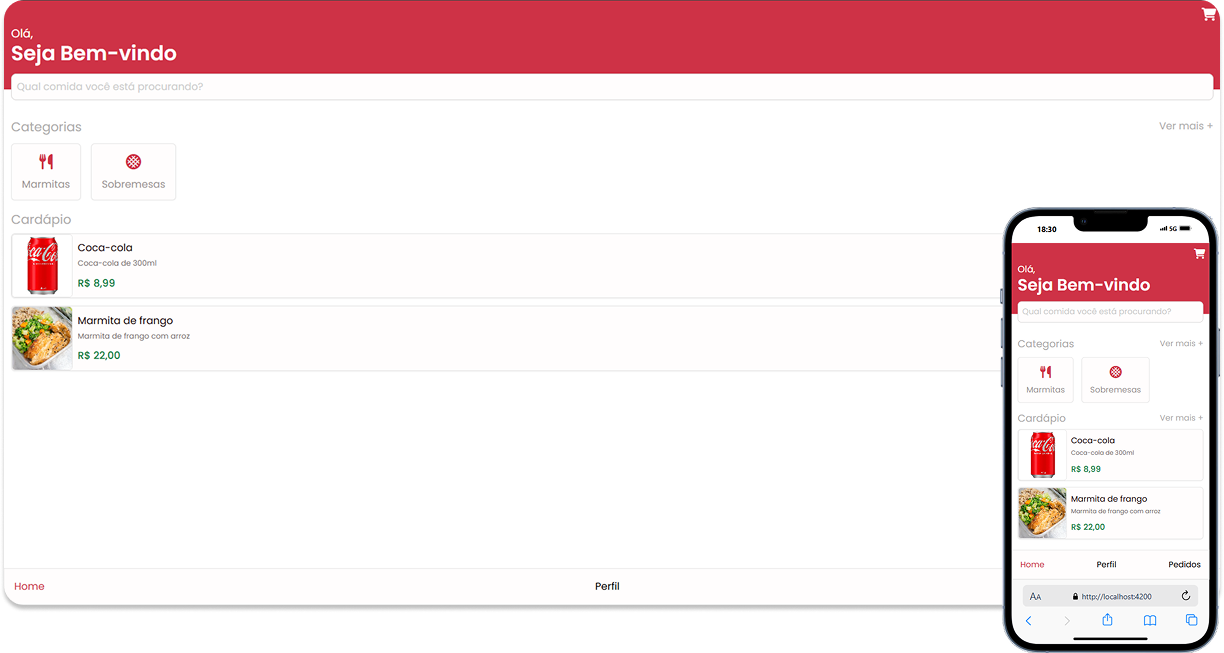 Olá,
Seja Bem-vindo
Qual comida você está procurando?
Categorias
Ver mais +
Marmitas
Sobremesas
Cardápio
Coca-cola
Coca-cola de 300ml
R$ 8,99
Marmita de frango
Marmita de frango com arroz
R$ 22,00
Home
Perfil
18:30
5G
Olá,
Seja Bem-vindo
Qual comida você está procurando?
Categorias
Ver mais +
Marmitas
Sobremesas
Cardápio
Ver mais +
Coca-cola
Coca-cola de 300ml
R$ 8,99
Marmita de frango
Marmita de frango com arroz
R$ 22,00
Home
Perfil
Pedidos
AA
http://localhost:4200